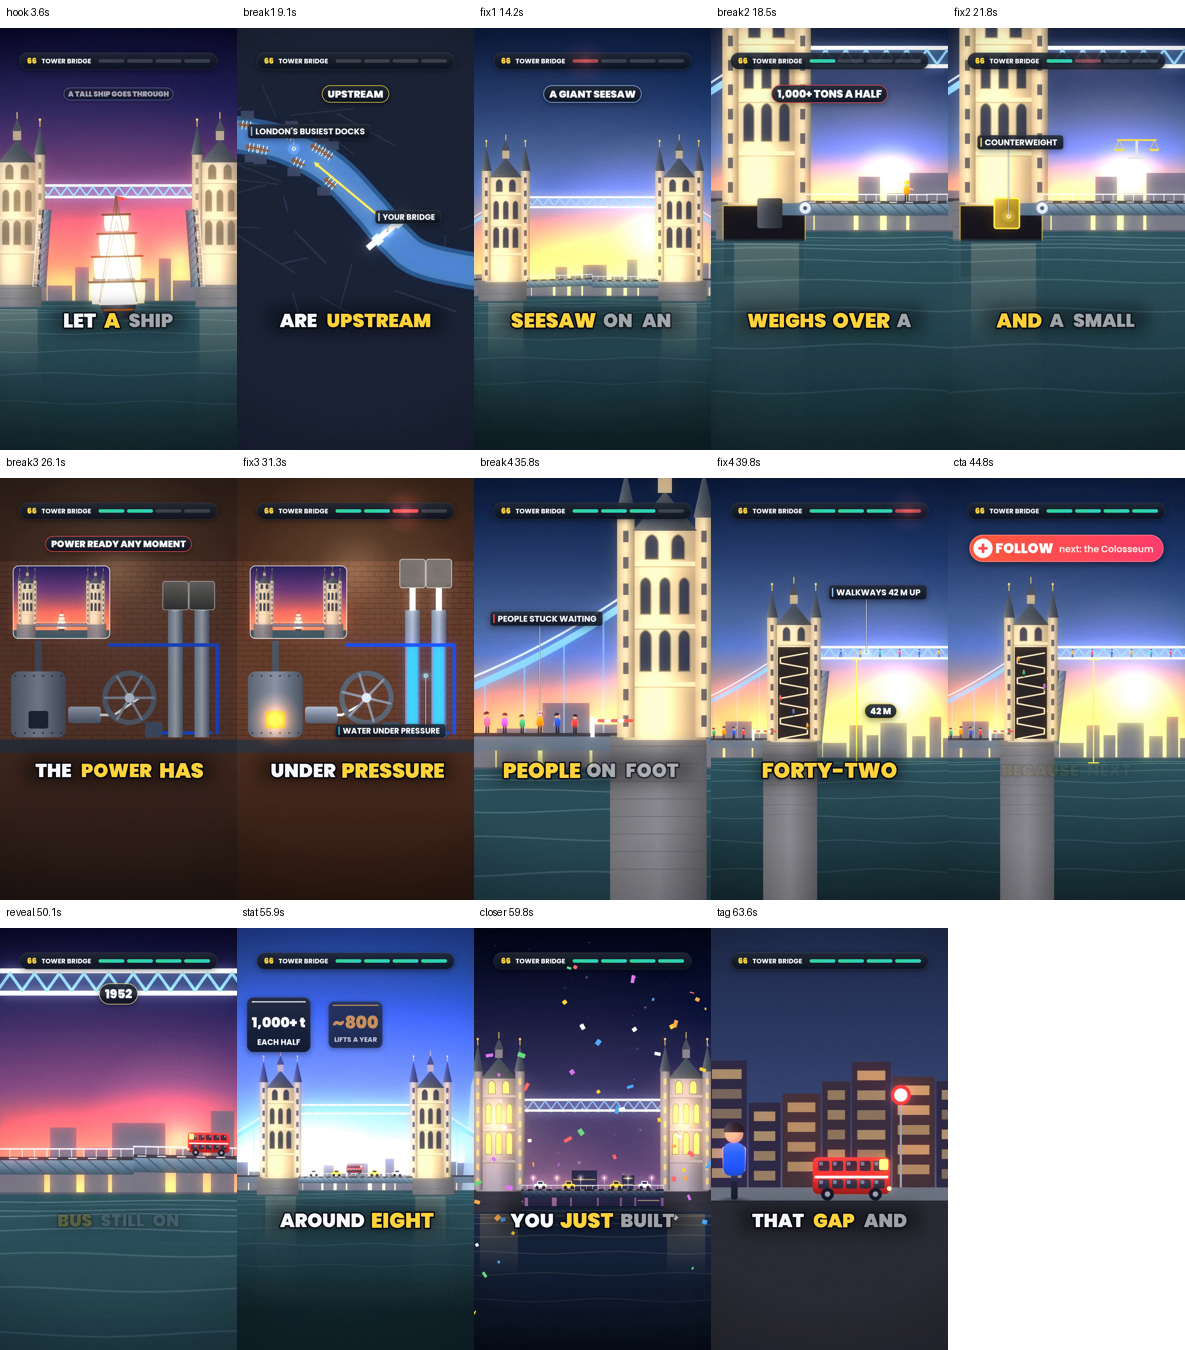 hook 3.6s
66 TOWER BRIDGE
A TALL SHIP GOES THROUGH
LET A SHIP
break1 9.1s
66 TOWER BRIDGE
UPSTREAM
LONDON'S BUSIEST DOCKS
YOUR BRIDGE
ARE UPSTREAM
fix1 14.2s
66 TOWER BRIDGE
A GIANT SEESAW
SEESAW ON AN
break2 18.5s
66 TOWER BRIDGE
1,000+ TONS A HALF
WEIGHS OVER A
fix2 21.8s
66 TOWER BRIDGE
COUNTERWEIGHT
AND A SMALL
break3 26.1s
66 TOWER BRIDGE
POWER READY ANY MOMENT
THE POWER HAS
fix3 31.3s
66 TOWER BRIDGE
WATER UNDER PRESSURE
UNDER PRESSURE
break4 35.8s
66 TOWER BRIDGE
PEOPLE STUCK WAITING
PEOPLE ON FOOT
fix4 39.8s
66 TOWER BRIDGE
WALKWAYS 42 M UP
42 M
FORTY-TWO
cta 44.8s
66 TOWER BRIDGE
FOLLOW next: the Colosseum
BECAUSE NEXT
reveal 50.1s
66 TOWER BRIDGE
1952
BUS STILL ON
stat 55.9s
66 TOWER BRIDGE
1,000+ t
EACH HALF
~800
LIFTS A YEAR
AROUND EIGHT
closer 59.8s
66 TOWER BRIDGE
YOU JUST BUILT
tag 63.6s
66 TOWER BRIDGE
THAT GAP AND